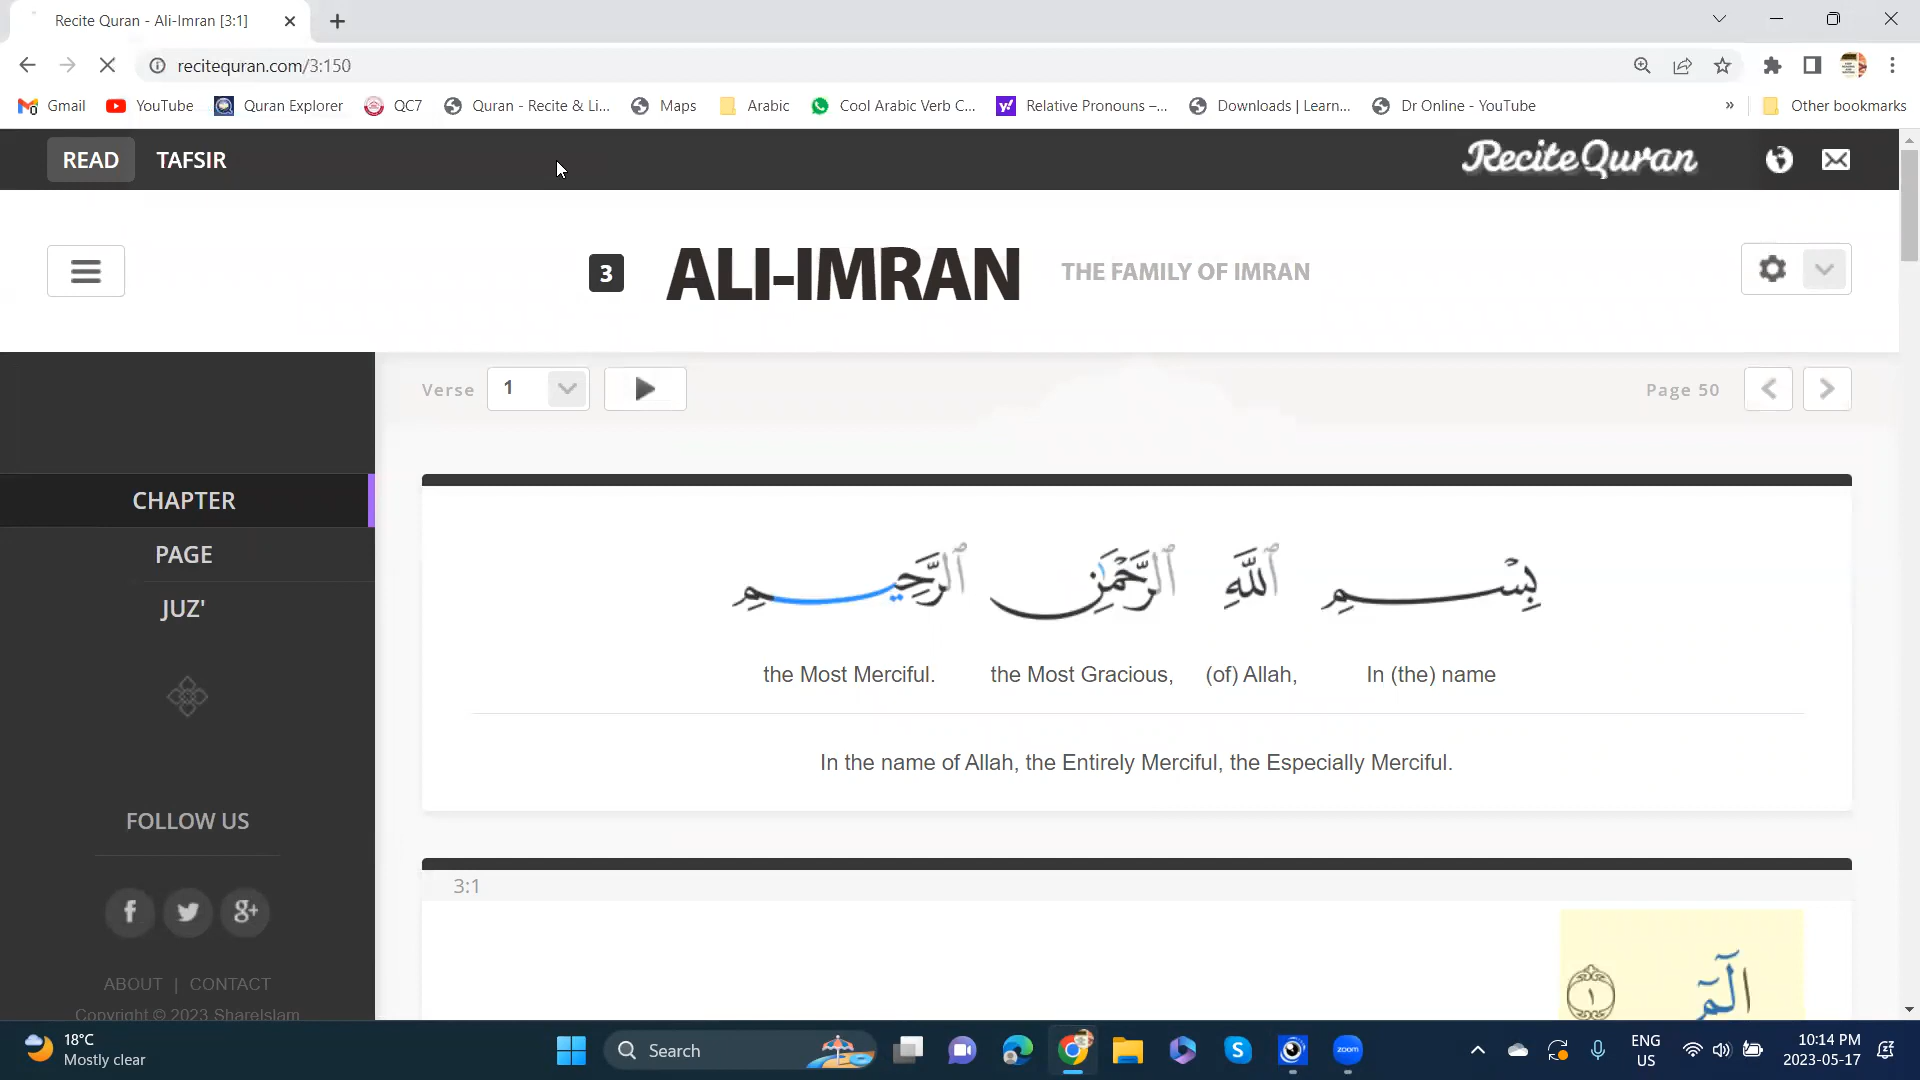 Recite Quran - Ali-Imran [3:1]
recitequran.com/3:150
Gmail YouTube Quran Explorer QC7 Quran - Recite & Li... Maps Arabic Cool Arabic Verb C... Relative Pronouns –... Downloads | Learn... Dr Online - YouTube » Other bookmarks
READ TAFSIR ReciteQuran
3 ALI-IMRAN THE FAMILY OF IMRAN
Verse 1 Page 50
CHAPTER
PAGE
JUZ'
بِسْمِ ٱللَّهِ ٱلرَّحْمَٰنِ ٱلرَّحِيمِ
the Most Merciful. the Most Gracious, (of) Allah, In (the) name
In the name of Allah, the Entirely Merciful, the Especially Merciful.
FOLLOW US
f g+
3:1
الٓمٓ ١
ABOUT | CONTACT
Copyright © 2023 ShareIslam
18°C
Mostly clear
Search
zoom
ENG
US
10:14 PM
2023-05-17